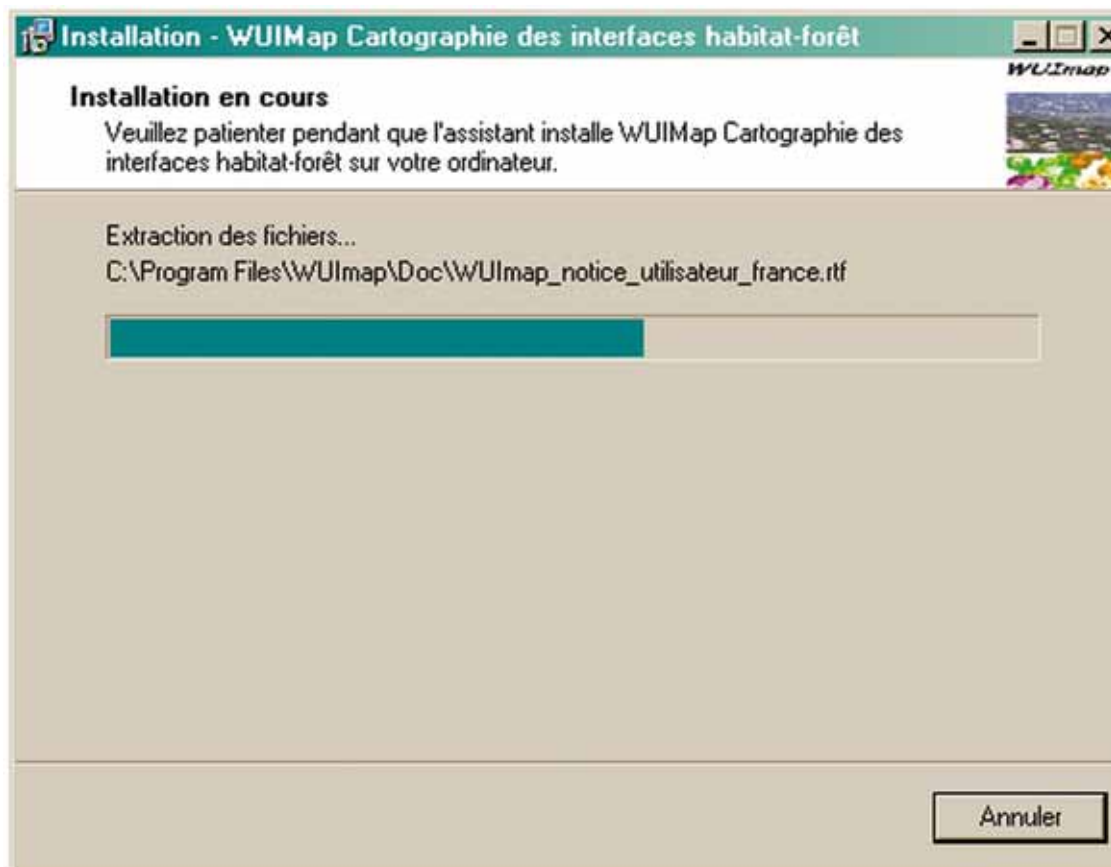 Installation - WUIMap Cartographie des interfaces habitat-forêt
WUImap
Installation en cours
Veuillez patienter pendant que l'assistant installe WUIMap Cartographie des
interfaces habitat-forêt sur votre ordinateur.
Extraction des fichiers...
C:\Program Files\WUImap\Doc\WUImap_notice_utilisateur_france.rtf
Annuler